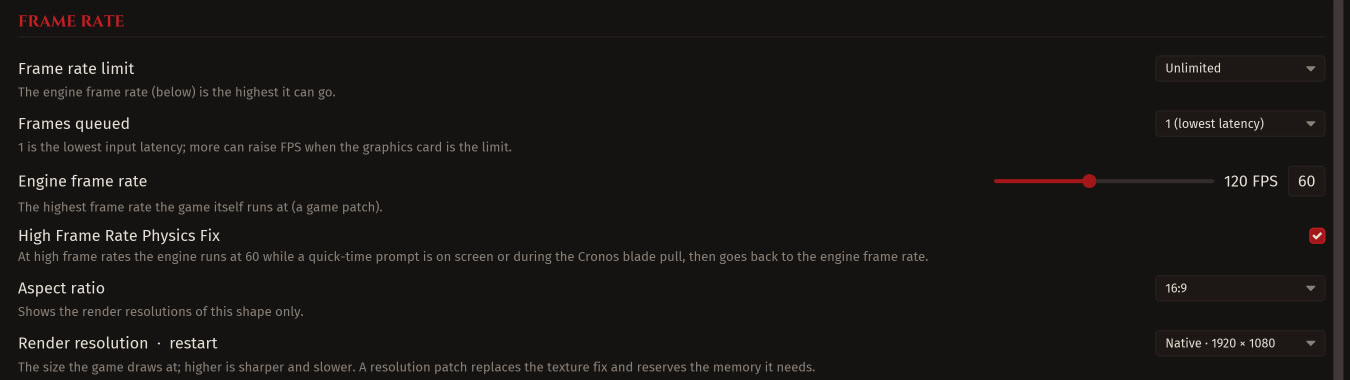 FRAME RATE
Frame rate limit
Unlimited
The engine frame rate (below) is the highest it can go.
Frames queued
1 (lowest latency)
1 is the lowest input latency; more can raise FPS when the graphics card is the limit.
Engine frame rate
120 FPS
60
The highest frame rate the game itself runs at (a game patch).
High Frame Rate Physics Fix
At high frame rates the engine runs at 60 while a quick-time prompt is on screen or during the Cronos blade pull, then goes back to the engine frame rate.
Aspect ratio
16:9
Shows the render resolutions of this shape only.
Render resolution · restart
Native · 1920 × 1080
The size the game draws at; higher is sharper and slower. A resolution patch replaces the texture fix and reserves the memory it needs.